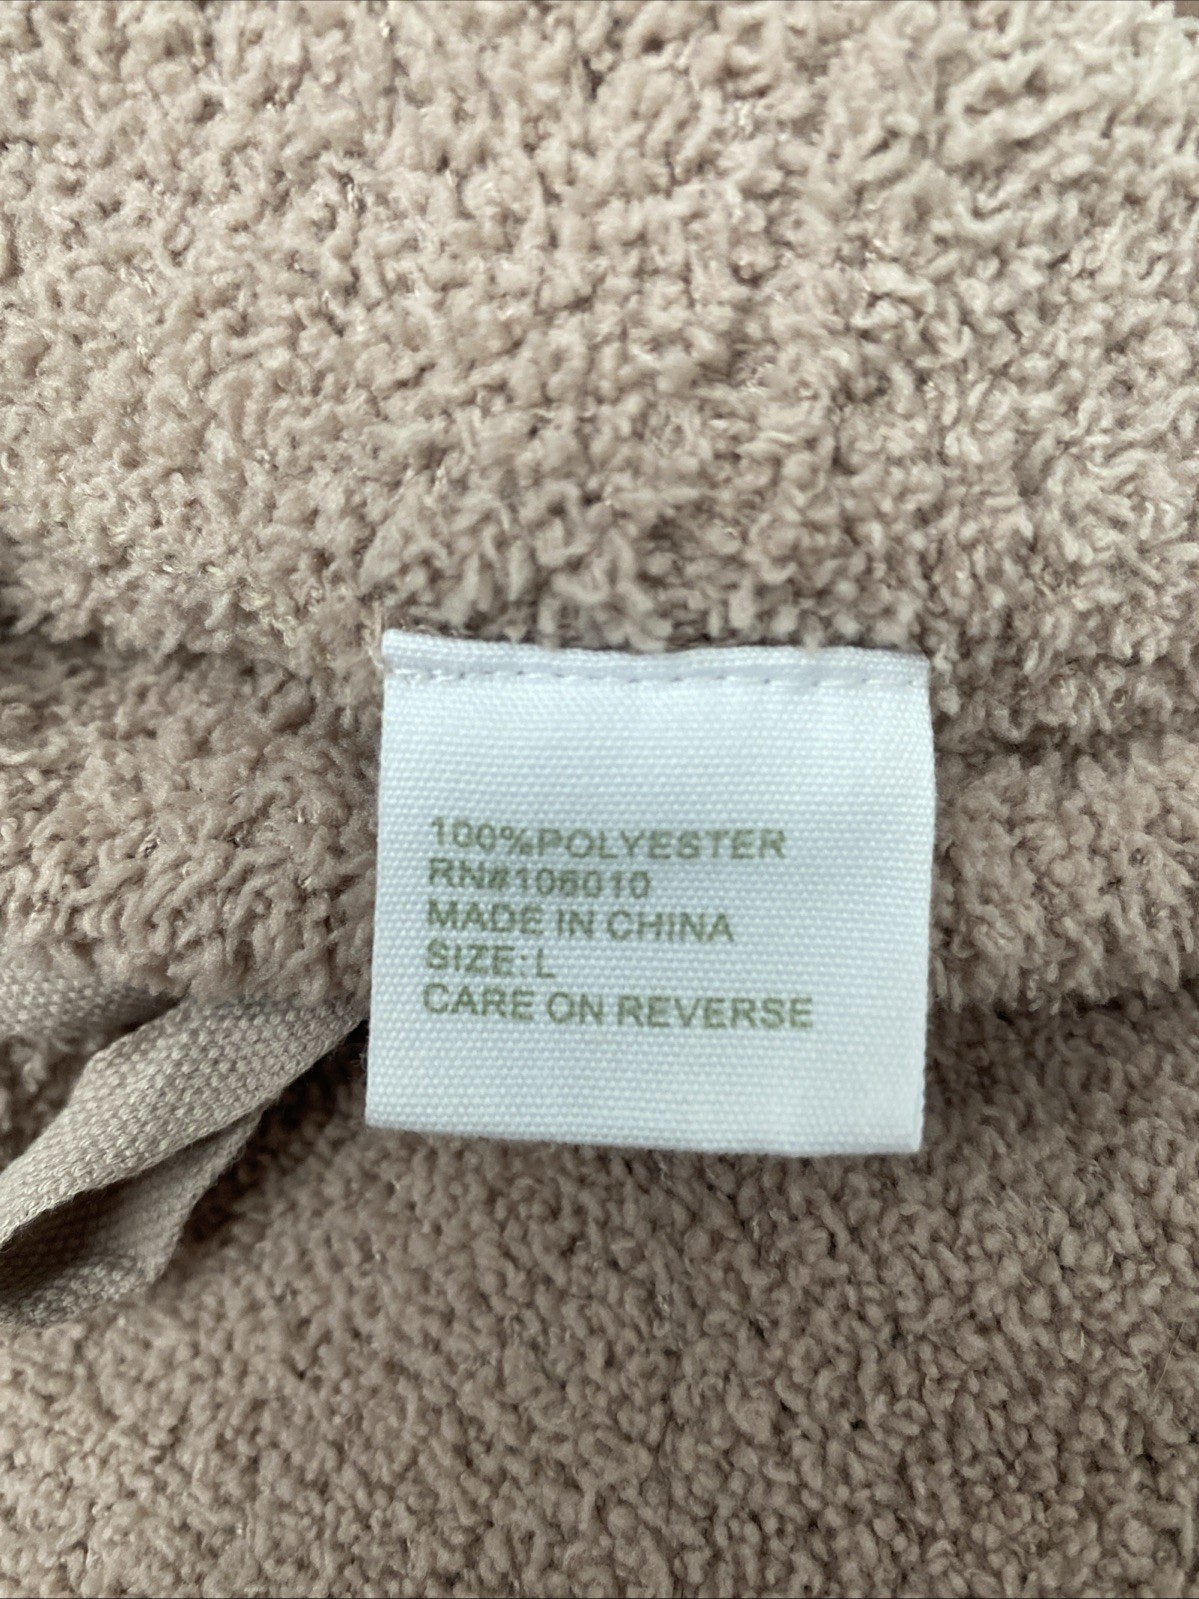 100%POLYESTER
RN#106010
MADE IN CHINA
SIZE: L
CARE ON REVERSE